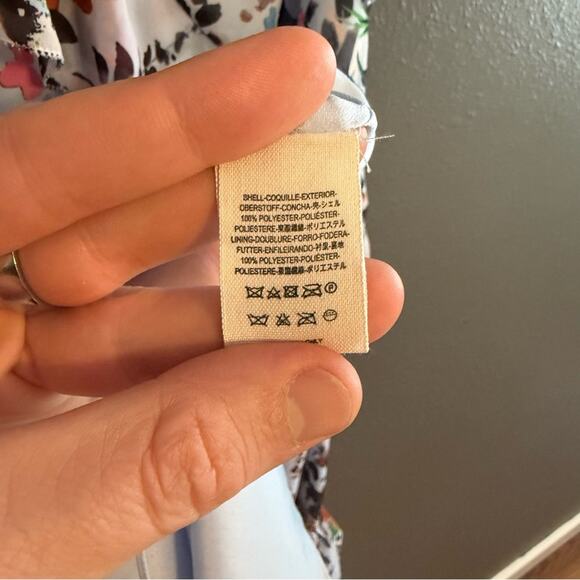 SHELL-COQUILLE-EXTERIOR-
OBERSTOFF-CONCHA-夾-シェル
100% POLYESTER-POLIÉSTER-
POLIESTERE-聚酯纖維-ポリエステル
LINING-DOUBLURE-FORRO-FODERA-
FUTTER-ENFILEIRANDO-衬里-裏地
100% POLYESTER-POLIÉSTER-
POLIESTERE-聚酯纖維-ポリエステル
P